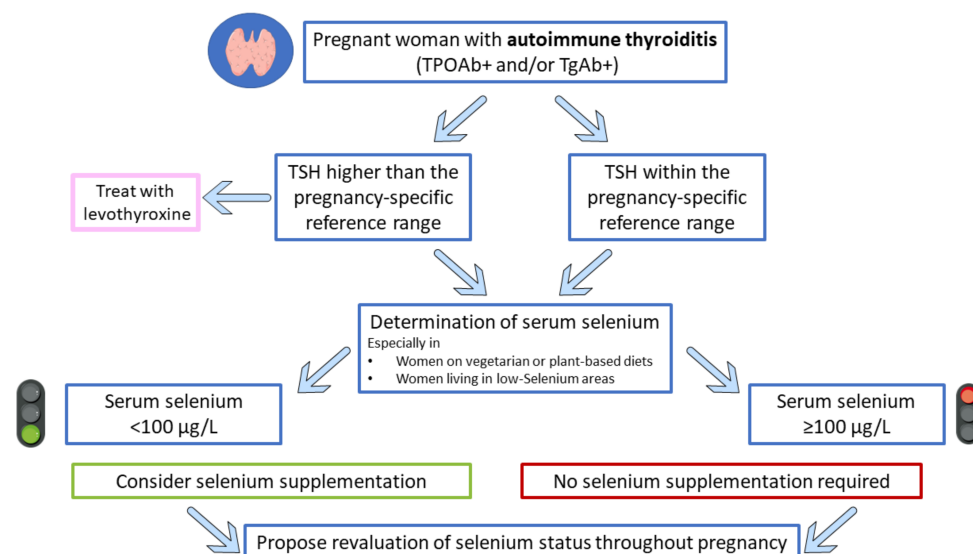 Pregnant woman with autoimmune thyroiditis
(TPOAb+ and/or TgAb+)
TSH higher than the
pregnancy-specific
reference range
TSH within the
pregnancy-specific
reference range
Treat with
levothyroxine
Determination of serum selenium
Especially in
• Women on vegetarian or plant-based diets
• Women living in low-Selenium areas
Serum selenium
<100 µg/L
Serum selenium
≥100 µg/L
Consider selenium supplementation
No selenium supplementation required
Propose revaluation of selenium status throughout pregnancy